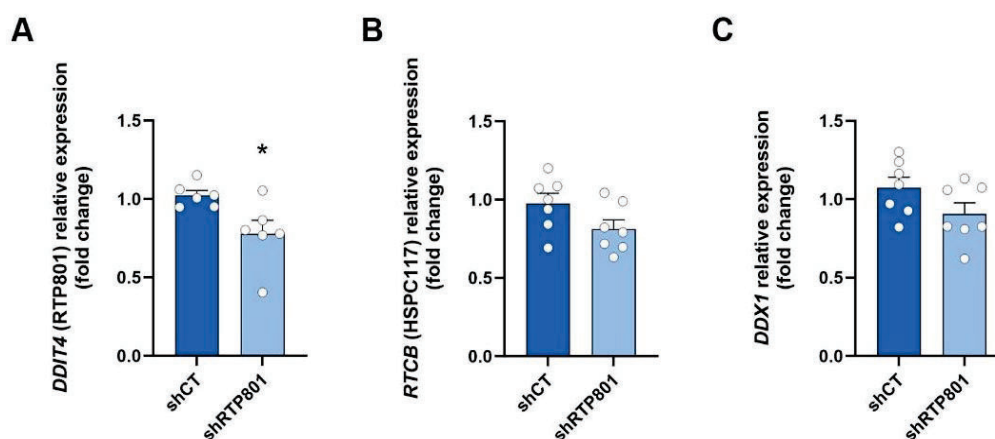 A
DDIT4 (RTP801) relative expression
(fold change)
1.5
1.0
0.5
0.0
*
shCT
shRTP801
B
RTCB (HSPC117) relative expression
(fold change)
1.5
1.0
0.5
0.0
shCT
shRTP801
C
DDX1 relative expression
(fold change)
1.5
1.0
0.5
0.0
shCT
shRTP801